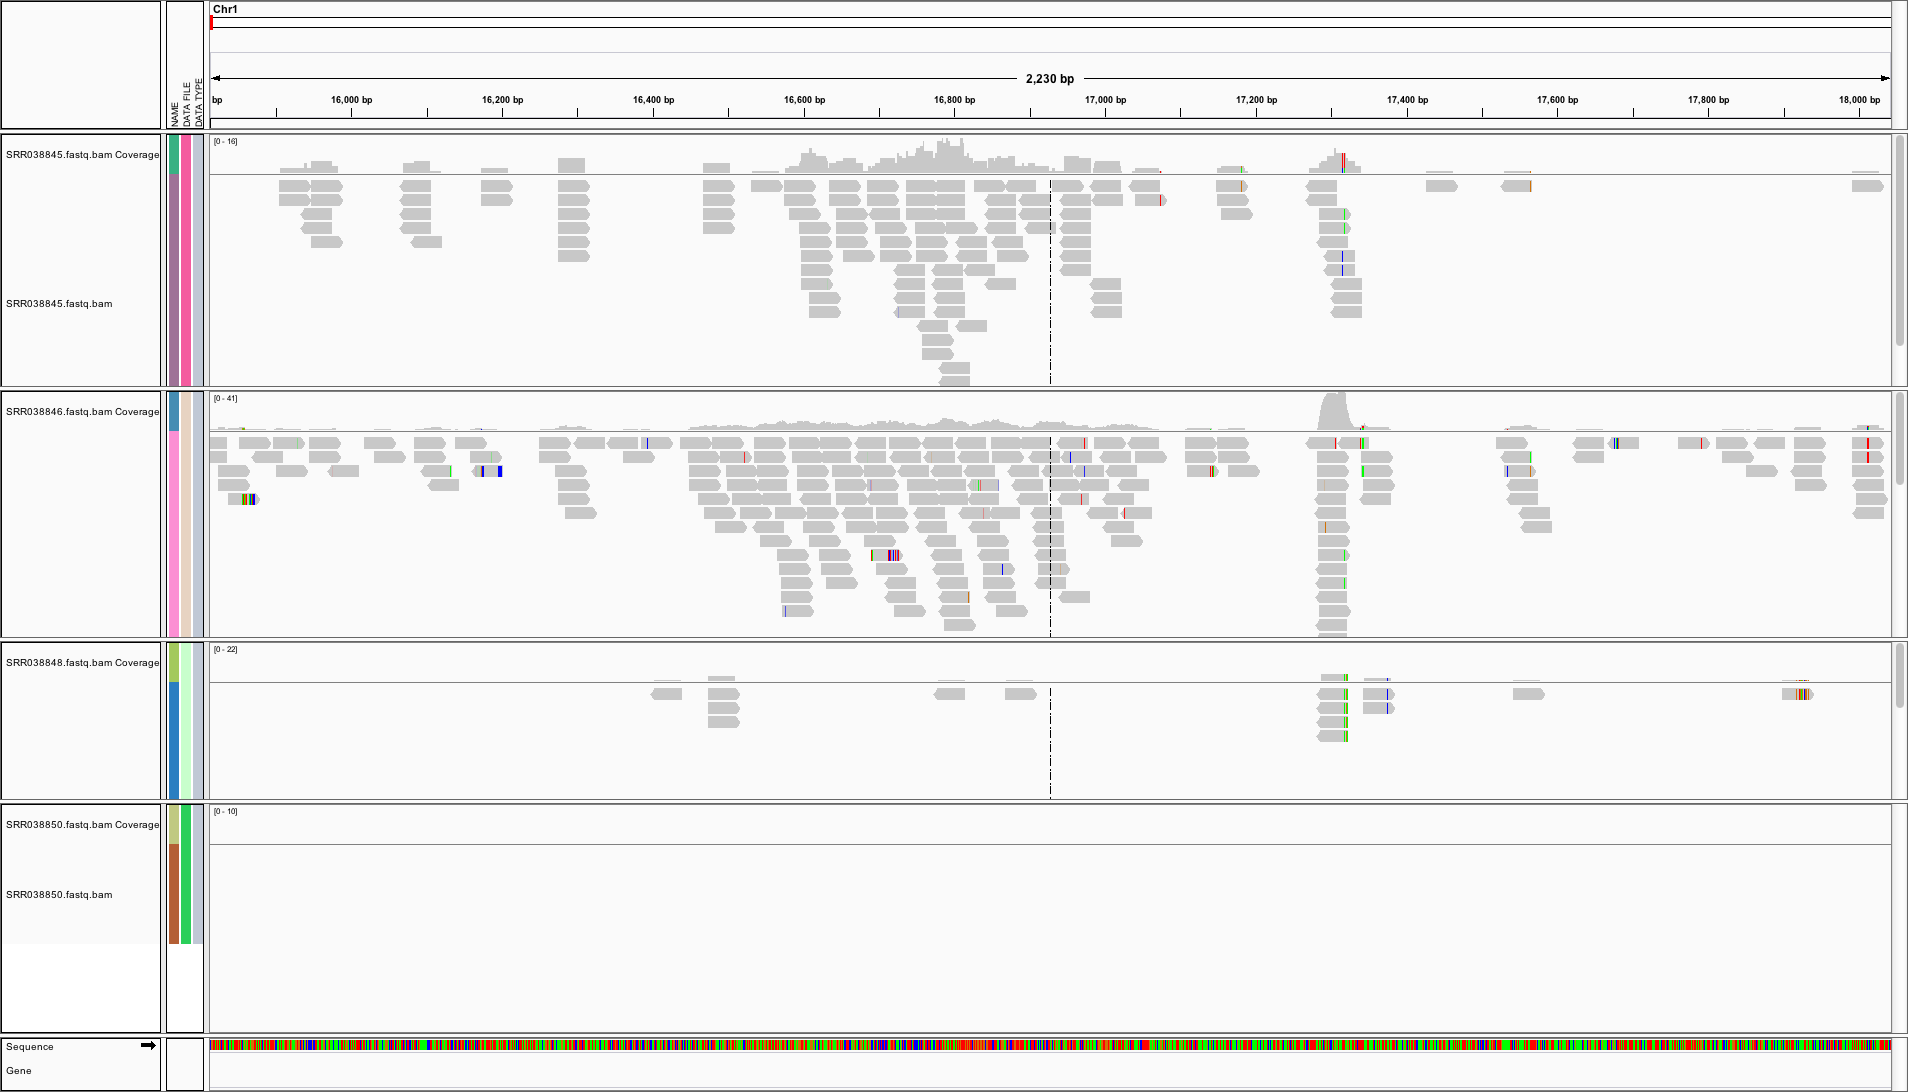 Chr1
2,230 bp
bp 16,000 bp 16,200 bp 16,400 bp 16,600 bp 16,800 bp 17,000 bp 17,200 bp 17,400 bp 17,600 bp 17,800 bp 18,000 bp
NAME
DATA FILE
DATA TYPE
[0 - 16]
SRR038845.fastq.bam Coverage
SRR038845.fastq.bam
[0 - 41]
SRR038846.fastq.bam Coverage
[0 - 22]
SRR038848.fastq.bam Coverage
[0 - 10]
SRR038850.fastq.bam Coverage
SRR038850.fastq.bam
Sequence
Gene